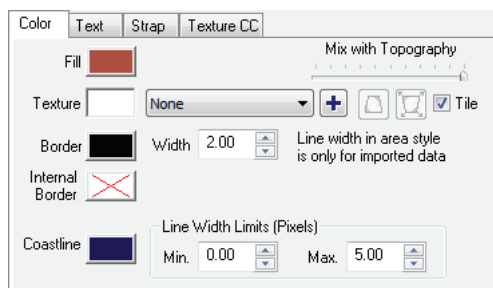 Color Text Strap Texture CC
Mix with Topography
Fill
Texture None + Tile
Border Width 2.00 Line width in area style
is only for imported data
Internal
Border
Line Width Limits (Pixels)
Coastline Min. 0.00 Max. 5.00